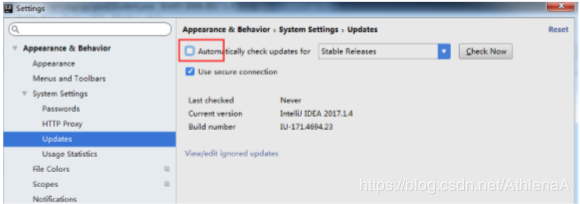 Settings
Appearance & Behavior › System Settings › Updates
Reset
Appearance & Behavior
Appearance
Menus and Toolbars
System Settings
Passwords
HTTP Proxy
Updates
Usage Statistics
File Colors
Scopes
Notifications
Automatically check updates for
Stable Releases
Check Now
Use secure connection
Last checked Never
Current version IntelliJ IDEA 2017.1.4
Build number IU-171.4694.23
View/edit ignored updates
https://blog.csdn.net/AthlenaA